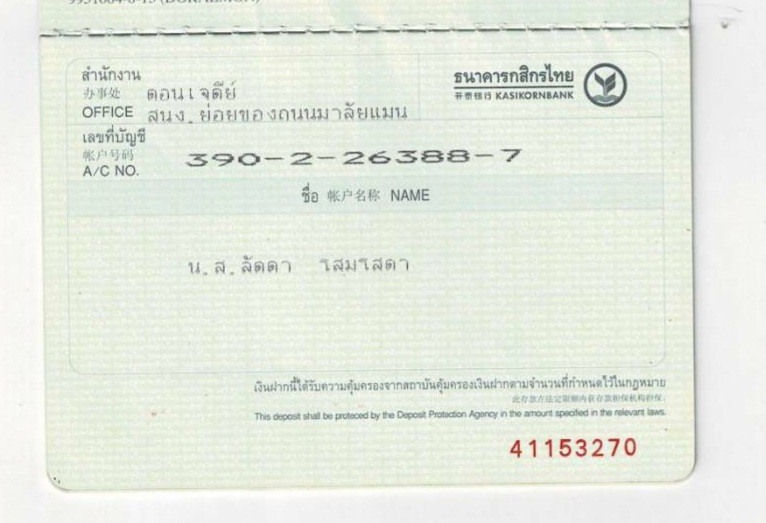 สำนักงาน
办事处 ดอนเจดีย์
OFFICE สนง. ย่อยของถนนมาลัยแมน
ธนาคารกสิกรไทย
开泰银行 KASIKORNBANK
เลขที่บัญชี
帐户号码
A/C NO. 390-2-26388-7
ชื่อ 帐户名称 NAME
น.ส. ลัดดา โสมโสดา
เงินฝากนี้ได้รับความคุ้มครองจากสถาบันคุ้มครองเงินฝากตามจำนวนที่กำหนดไว้ในกฎหมาย
此存款在法定限额内获存款担保机构担保.
This deposit shall be proteced by the Deposit Protection Agency in the amount specified in the relevant laws.
41153270